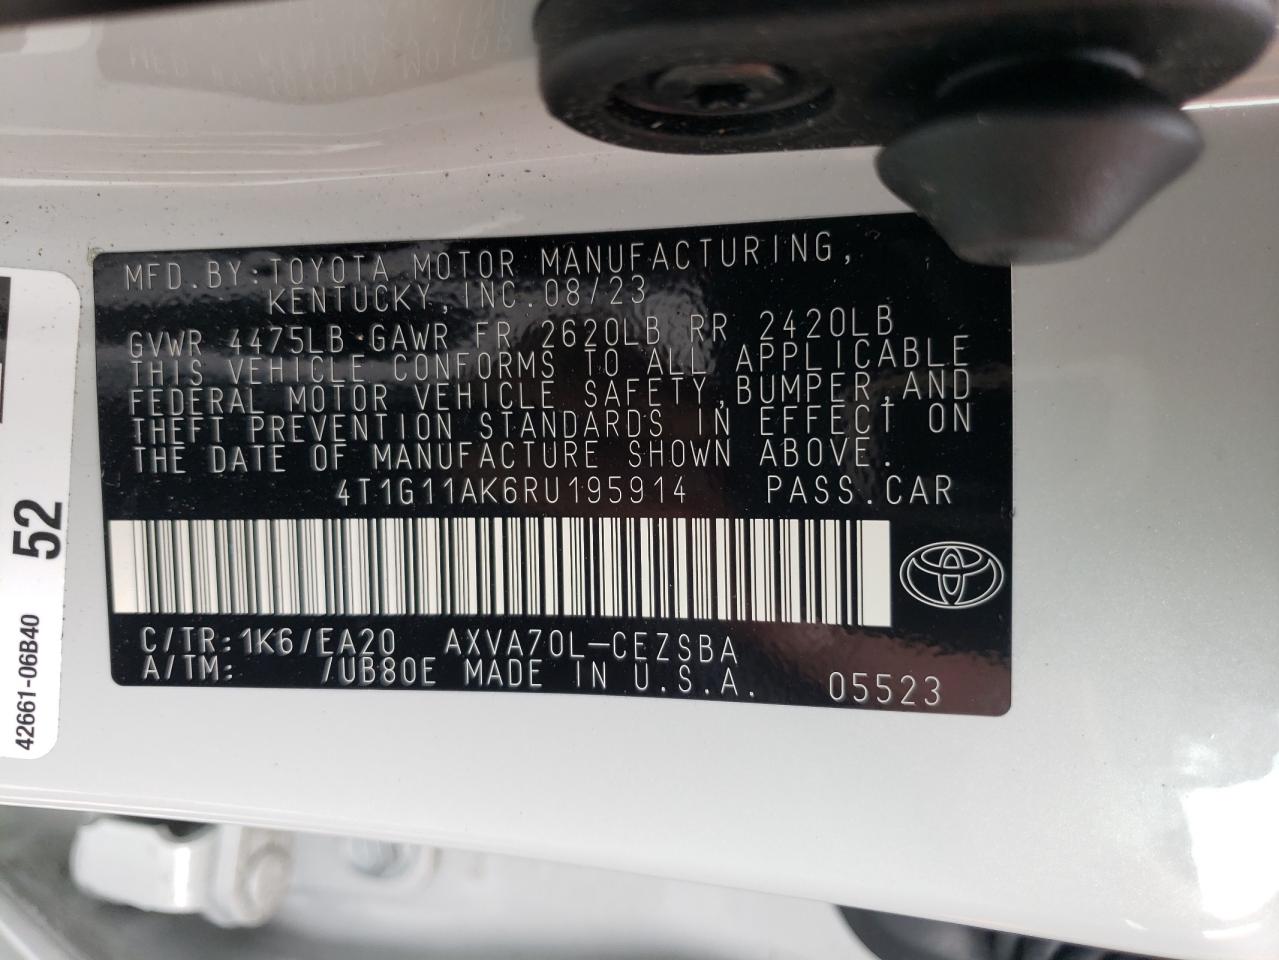 MFD.BY:TOYOTA MOTOR MANUFACTURING,
KENTUCKY, INC.08/23
GVWR 4475LB GAWR FR 2620LB RR 2420LB
THIS VEHICLE CONFORMS TO ALL APPLICABLE
FEDERAL MOTOR VEHICLE SAFETY,BUMPER,AND
THEFT PREVENTION STANDARDS IN EFFECT ON
THE DATE OF MANUFACTURE SHOWN ABOVE.
4T1G11AK6RU195914 PASS.CAR
C/TR:1K6/EA20 AXVA70L-CEZSBA
A/TM: /UB80E MADE IN U.S.A. 05523
52
42661-06B40